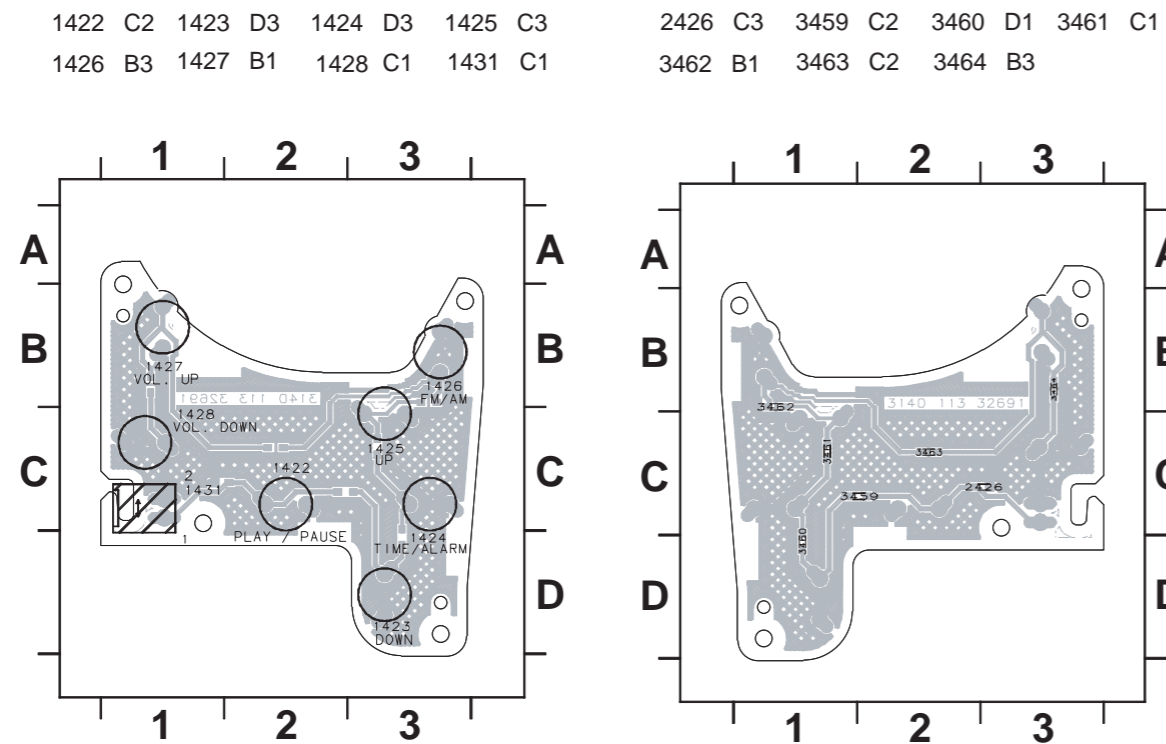 1422 C2 1423 D3 1424 D3 1425 C3
1426 B3 1427 B1 1428 C1 1431 C1
2426 C3 3459 C2 3460 D1 3461 C1
3462 B1 3463 C2 3464 B3
1 2 3
A A
B B
1427
VOL. UP
1426
FM/AM
3140 113 32691
1428
VOL. DOWN
1425
UP
C C
2
1431
1422
1
PLAY / PAUSE
1424
TIME/ALARM
D
1423
DOWN
1 2 3
1 2 3
A A
B B
3464
3462
3140 113 32691
C C
3461
3463
3459
2426
3460
D D
1 2 3